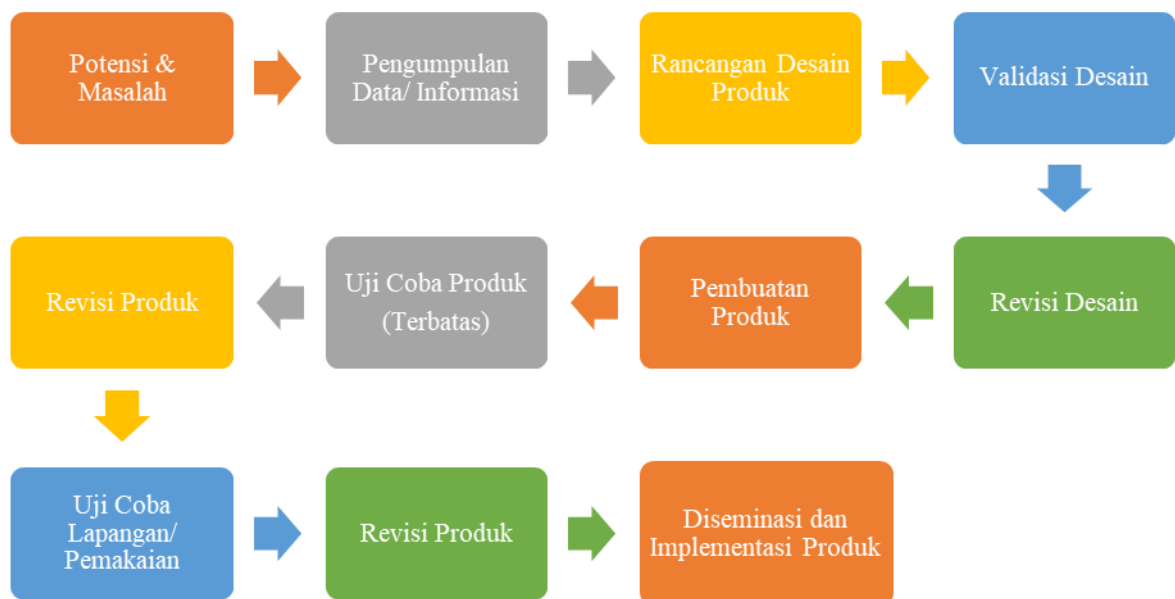 Potensi &
Masalah
Pengumpulan
Data/ Informasi
Rancangan Desain
Produk
Validasi Desain
Revisi Desain
Pembuatan
Produk
Uji Coba Produk
(Terbatas)
Revisi Produk
Uji Coba
Lapangan/
Pemakaian
Revisi Produk
Diseminasi dan
Implementasi Produk